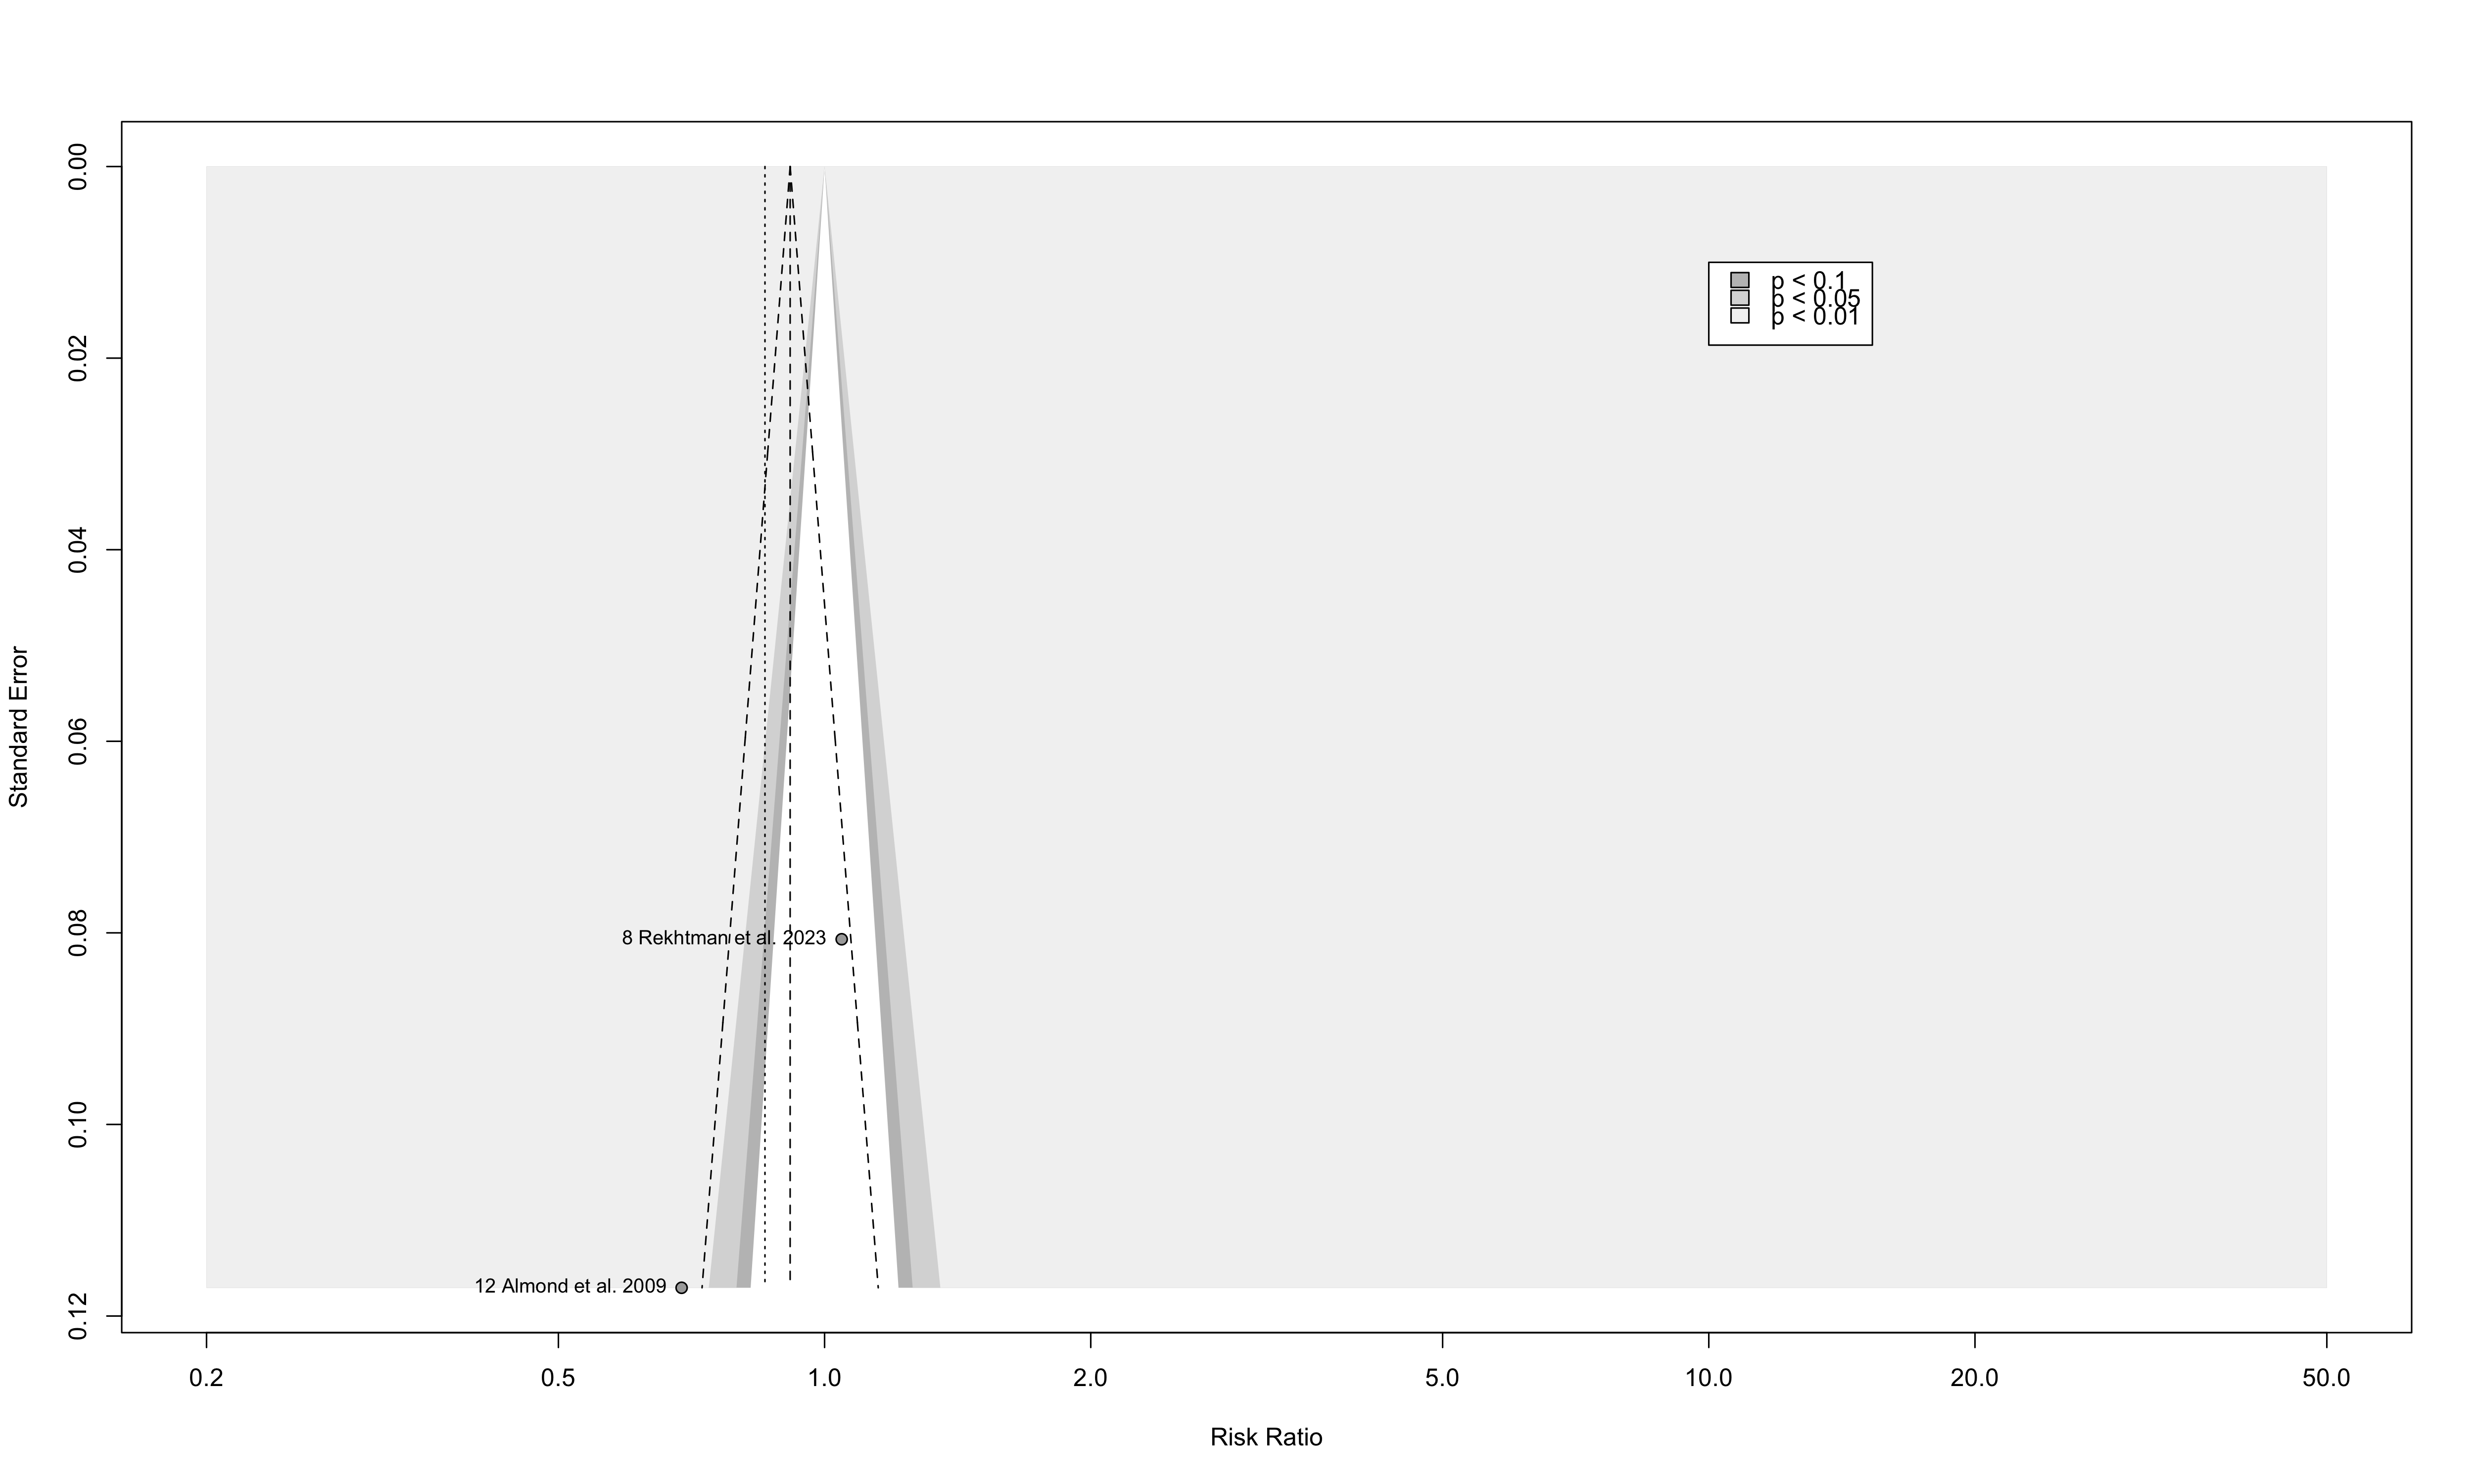 0.00
0.02
0.04
0.06
0.08
0.10
0.12
Standard Error
p < 0.1
p < 0.05
p < 0.01
8 Rekhtman et al. 2023
12 Almond et al. 2009
0.2 0.5 1.0 2.0 5.0 10.0 20.0 50.0
Risk Ratio